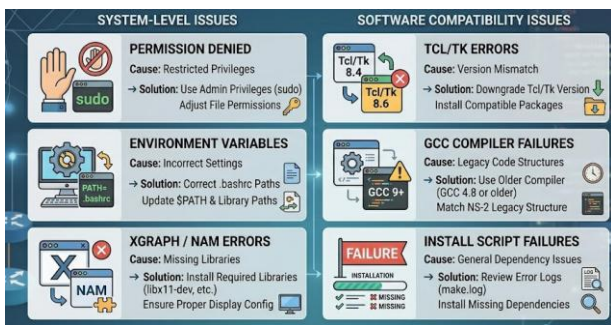 SYSTEM-LEVEL ISSUES
PERMISSION DENIED
Cause: Restricted Privileges
→ Solution: Use Admin Privileges (sudo)
Adjust File Permissions
sudo
ENVIRONMENT VARIABLES
Cause: Incorrect Settings
→ Solution: Correct .bashrc Paths
Update $PATH & Library Paths
PATH=
.bashrc
XGRAPH / NAM ERRORS
Cause: Missing Libraries
→ Solution: Install Required Libraries
(libx11-dev, etc.)
Ensure Proper Display Config
X
NAM
SOFTWARE COMPATIBILITY ISSUES
TCL/TK ERRORS
Cause: Version Mismatch
→ Solution: Downgrade Tcl/Tk Version
Install Compatible Packages
Tcl/Tk
8.4
Tcl/Tk
8.6
GCC COMPILER FAILURES
Cause: Legacy Code Structures
→ Solution: Use Older Compiler
(GCC 4.8 or older)
Match NS-2 Legacy Structure
GCC 9+
INSTALL SCRIPT FAILURES
Cause: General Dependency Issues
→ Solution: Review Error Logs
(make.log)
Install Missing Dependencies
FAILURE
INSTALLATION
MISSING
MISSING
LOG